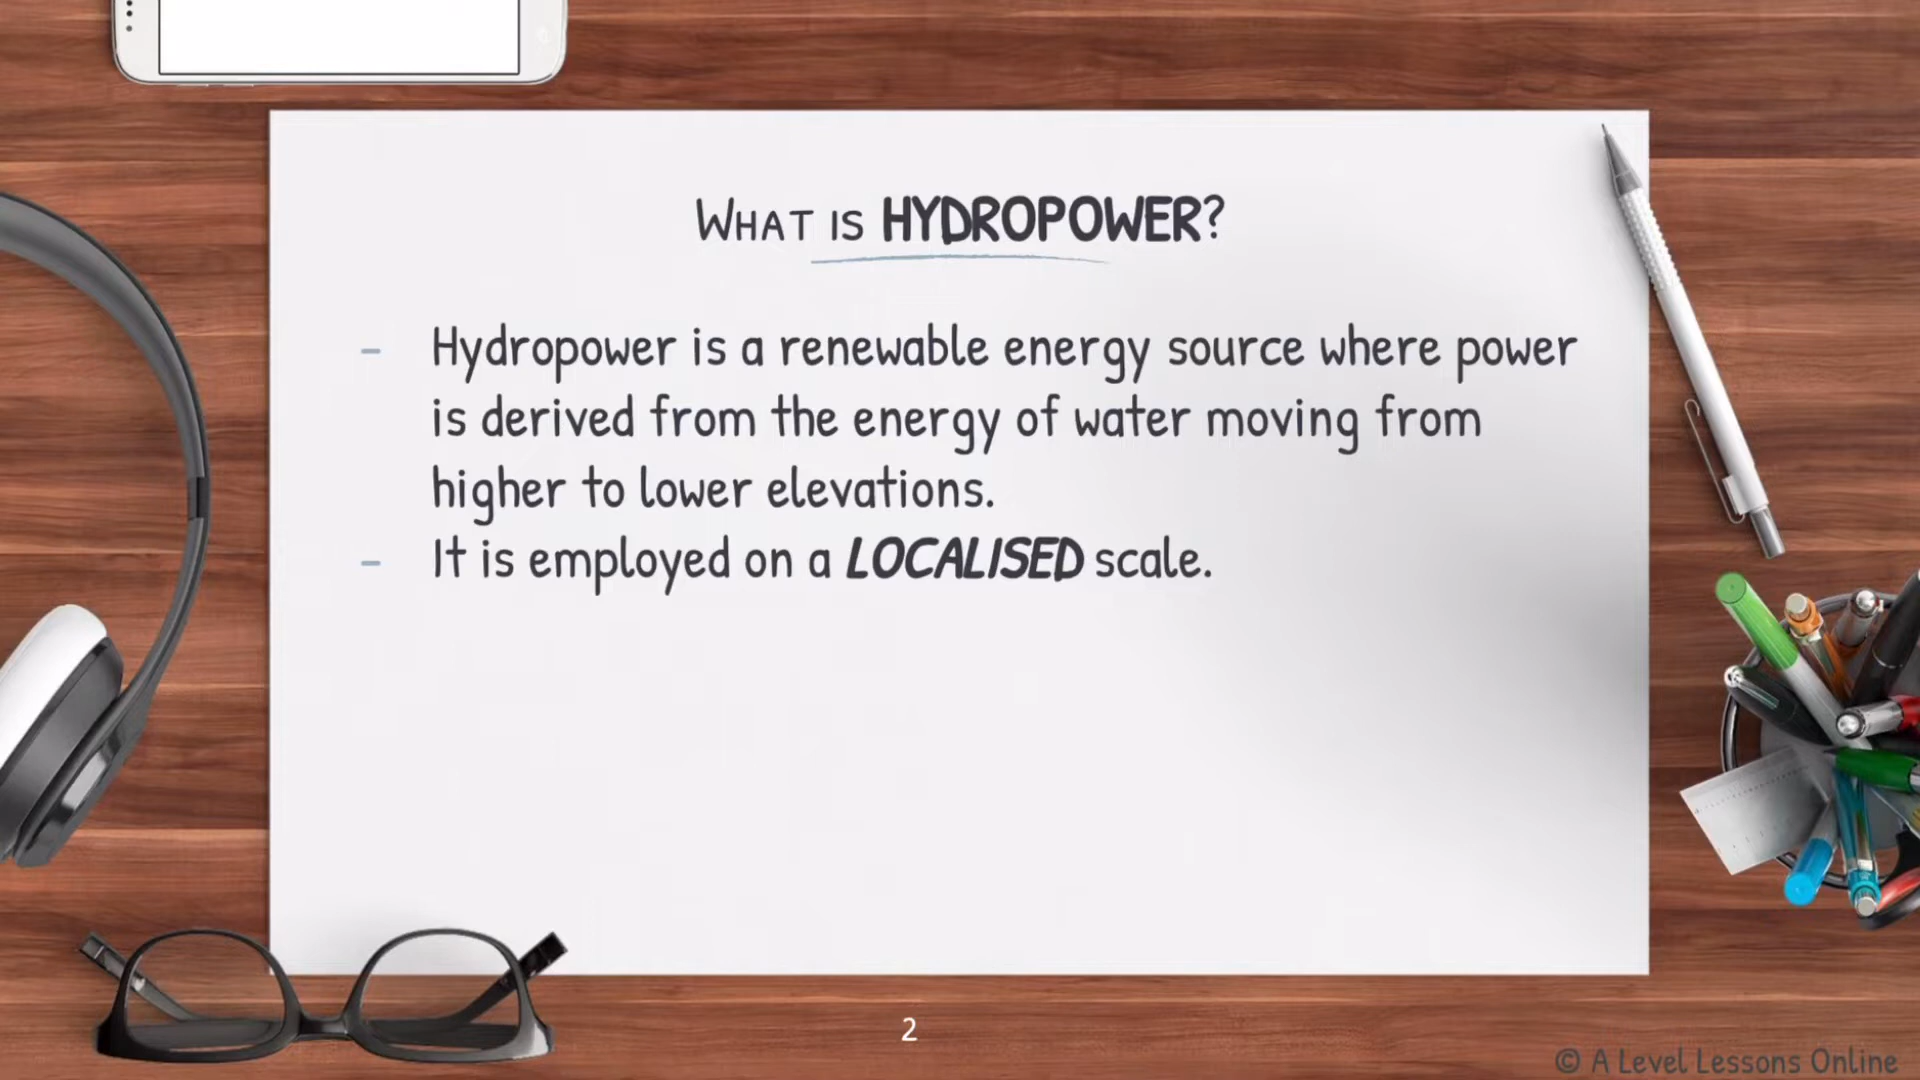 WHAT IS HYDROPOWER?
- Hydropower is a renewable energy source where power
is derived from the energy of water moving from
higher to lower elevations.
- It is employed on a LOCALISED scale.
2
© A Level Lessons Online